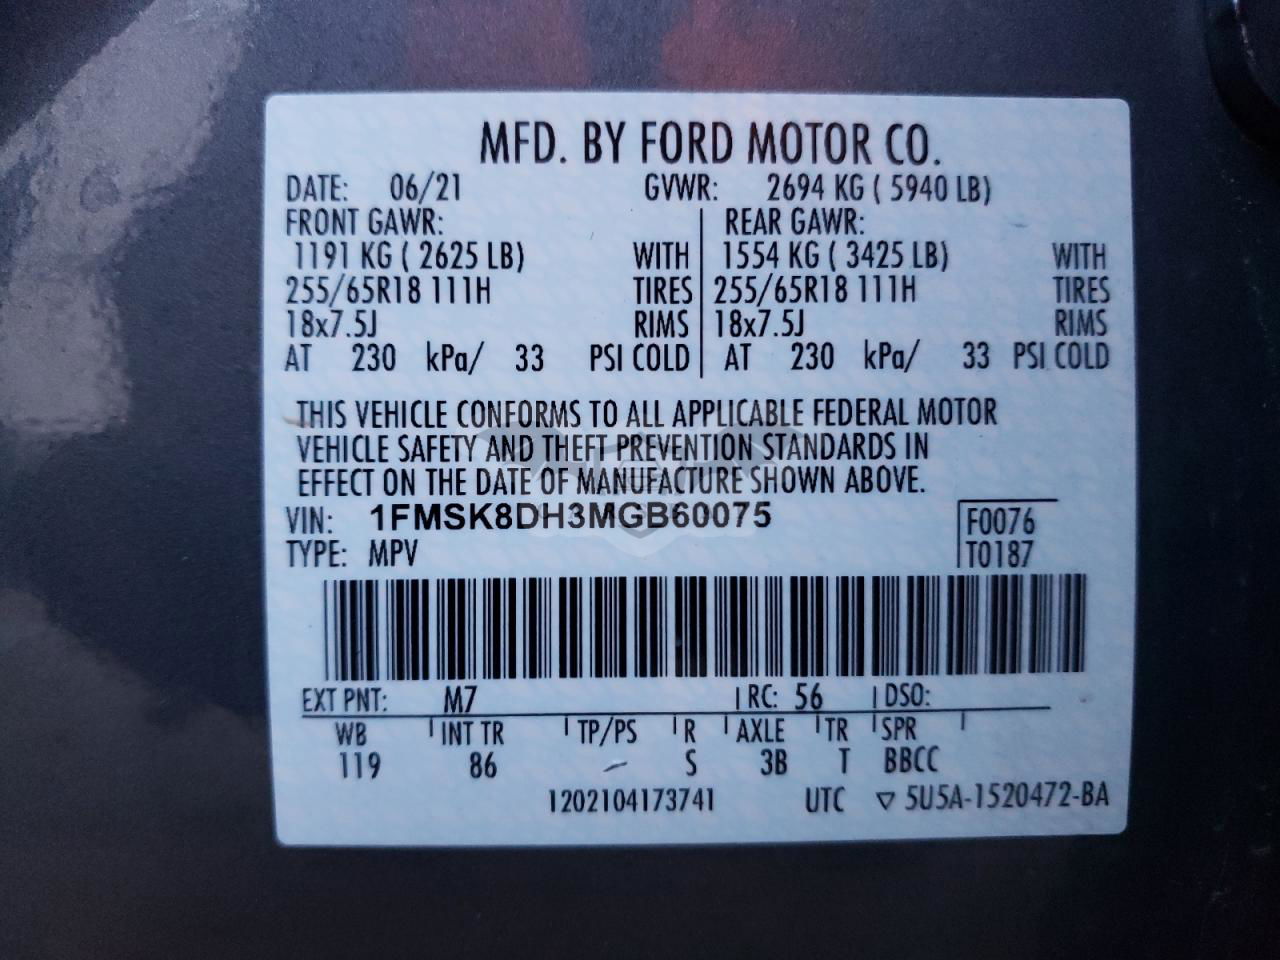 MFD. BY FORD MOTOR CO.
DATE: 06/21 GVWR: 2694 KG ( 5940 LB)
FRONT GAWR: REAR GAWR:
1191 KG ( 2625 LB) WITH 1554 KG ( 3425 LB) WITH
255/65R18 111H TIRES 255/65R18 111H TIRES
18x7.5J RIMS 18x7.5J RIMS
AT 230 kPa/ 33 PSI COLD AT 230 kPa/ 33 PSI COLD
THIS VEHICLE CONFORMS TO ALL APPLICABLE FEDERAL MOTOR
VEHICLE SAFETY AND THEFT PREVENTION STANDARDS IN
EFFECT ON THE DATE OF MANUFACTURE SHOWN ABOVE.
VIN: 1FMSK8DH3MGB60075 F0076
TYPE: MPV T0187
EXT PNT: M7 RC: 56 DSO:
WB INT TR TP/PS R AXLE TR SPR
119 86 - S 3B T BBCC
1202104173741 UTC ▽ 5U5A-1520472-BA